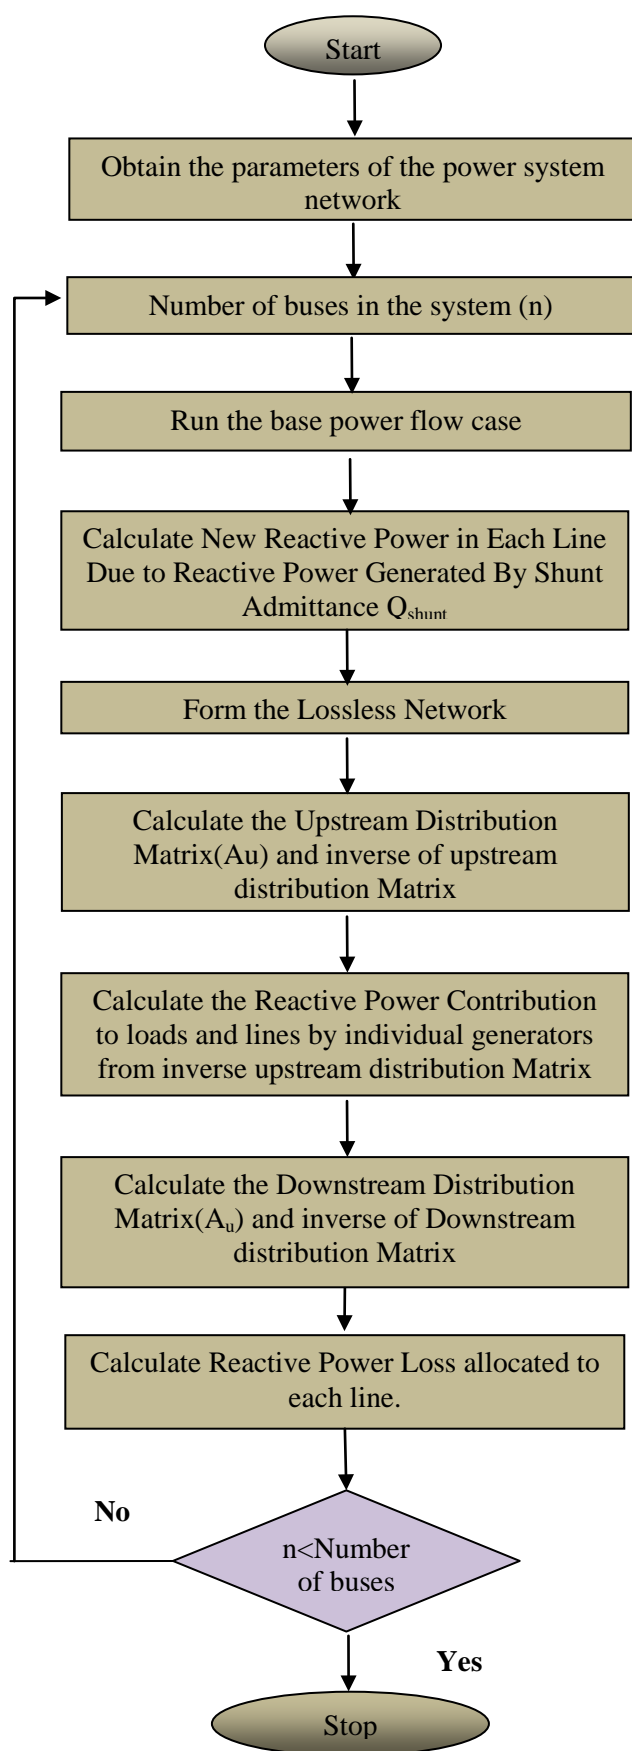 Start
Obtain the parameters of the power system
network
Number of buses in the system (n)
Run the base power flow case
Calculate New Reactive Power in Each Line
Due to Reactive Power Generated By Shunt
Admittance Qshunt
Form the Lossless Network
Calculate the Upstream Distribution
Matrix(Au) and inverse of upstream
distribution Matrix
Calculate the Reactive Power Contribution
to loads and lines by individual generators
from inverse upstream distribution Matrix
Calculate the Downstream Distribution
Matrix(Au) and inverse of Downstream
distribution Matrix
Calculate Reactive Power Loss allocated to
each line.
No
n<Number
of buses
Yes
Stop